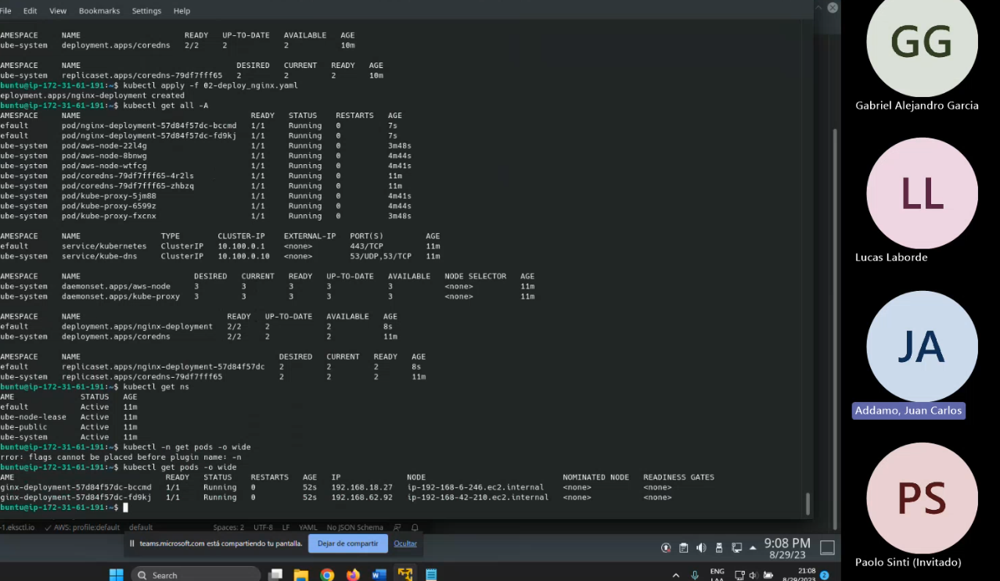 File Edit View Bookmarks Settings Help
AMESPACE NAME READY UP-TO-DATE AVAILABLE AGE
ube-system deployment.apps/coredns 2/2 2 2 10m
AMESPACE NAME DESIRED CURRENT READY AGE
ube-system replicaset.apps/coredns-79df7fff65 2 2 2 10m
buntu@ip-172-31-61-191:~$ kubectl apply -f 02-deploy_nginx.yaml
eployment.apps/nginx-deployment created
buntu@ip-172-31-61-191:~$ kubectl get all -A
AMESPACE NAME READY STATUS RESTARTS AGE
efault pod/nginx-deployment-57d84f57dc-bccmd 1/1 Running 0 7s
efault pod/nginx-deployment-57d84f57dc-fd9kj 1/1 Running 0 7s
ube-system pod/aws-node-22l4g 1/1 Running 0 3m48s
ube-system pod/aws-node-8bnwg 1/1 Running 0 4m44s
ube-system pod/aws-node-wtfcg 1/1 Running 0 4m41s
ube-system pod/coredns-79df7fff65-4r2ls 1/1 Running 0 11m
ube-system pod/coredns-79df7fff65-zhbzq 1/1 Running 0 11m
ube-system pod/kube-proxy-5jm88 1/1 Running 0 4m41s
ube-system pod/kube-proxy-6599z 1/1 Running 0 4m44s
ube-system pod/kube-proxy-fxcnx 1/1 Running 0 3m48s
AMESPACE NAME TYPE CLUSTER-IP EXTERNAL-IP PORT(S) AGE
efault service/kubernetes ClusterIP 10.100.0.1 <none> 443/TCP 11m
ube-system service/kube-dns ClusterIP 10.100.0.10 <none> 53/UDP,53/TCP 11m
AMESPACE NAME DESIRED CURRENT READY UP-TO-DATE AVAILABLE NODE SELECTOR AGE
ube-system daemonset.apps/aws-node 3 3 3 3 3 <none> 11m
ube-system daemonset.apps/kube-proxy 3 3 3 3 3 <none> 11m
AMESPACE NAME READY UP-TO-DATE AVAILABLE AGE
efault deployment.apps/nginx-deployment 2/2 2 2 8s
ube-system deployment.apps/coredns 2/2 2 2 11m
AMESPACE NAME DESIRED CURRENT READY AGE
efault replicaset.apps/nginx-deployment-57d84f57dc 2 2 2 8s
ube-system replicaset.apps/coredns-79df7fff65 2 2 2 11m
buntu@ip-172-31-61-191:~$ kubectl get ns
AME STATUS AGE
efault Active 11m
ube-node-lease Active 11m
ube-public Active 11m
ube-system Active 11m
buntu@ip-172-31-61-191:~$ kubectl -n get pods -o wide
rror: flags cannot be placed before plugin name: -n
buntu@ip-172-31-61-191:~$ kubectl get pods -o wide
AME READY STATUS RESTARTS AGE IP NODE NOMINATED NODE READINESS GATES
ginx-deployment-57d84f57dc-bccmd 1/1 Running 0 52s 192.168.18.27 ip-192-168-6-246.ec2.internal <none> <none>
ginx-deployment-57d84f57dc-fd9kj 1/1 Running 0 52s 192.168.62.92 ip-192-168-42-210.ec2.internal <none> <none>
buntu@ip-172-31-61-191:~$
-1.eksctl.io AWS: profile:default default Spaces: 2 UTF-8 LF YAML No JSON Schema
teams.microsoft.com está compartiendo tu pantalla. Dejar de compartir Ocultar
9:08 PM
8/29/23
Search
ENG
LAA
21:08
8/29/2023
2
GG
Gabriel Alejandro Garcia
LL
Lucas Laborde
JA
Addamo, Juan Carlos
PS
Paolo Sinti (Invitado)